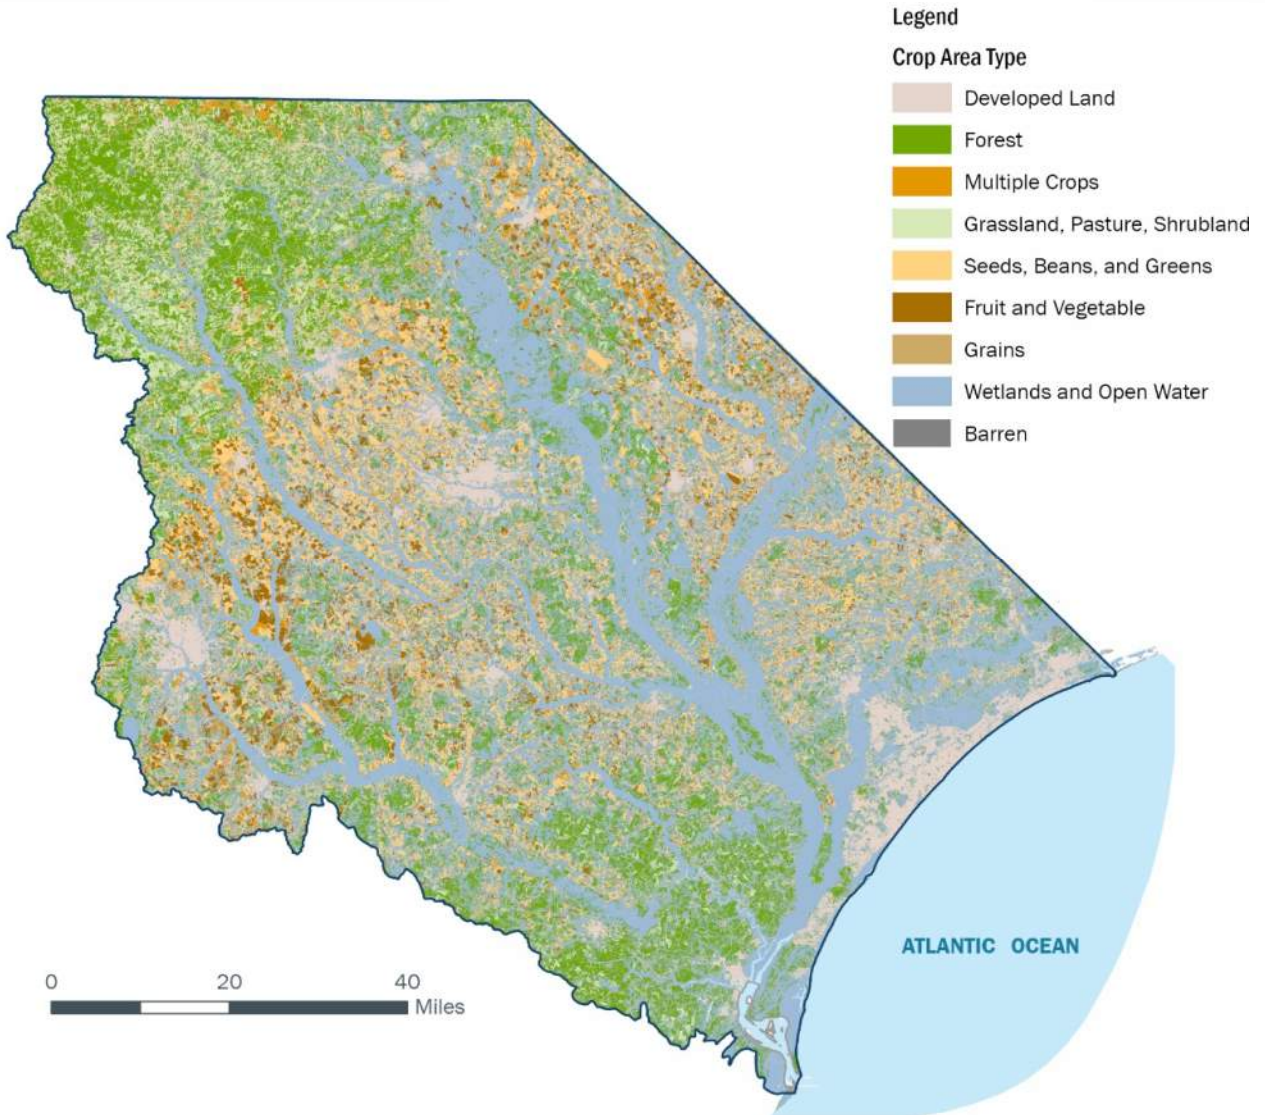 Legend
Crop Area Type
Developed Land
Forest
Multiple Crops
Grassland, Pasture, Shrubland
Seeds, Beans, and Greens
Fruit and Vegetable
Grains
Wetlands and Open Water
Barren
ATLANTIC OCEAN
0 20 40
Miles